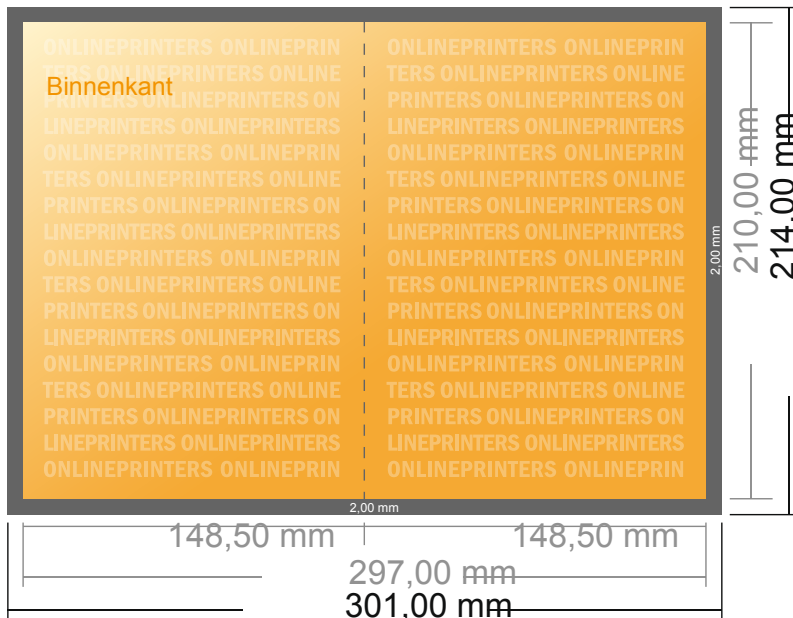 ONLINEPRINTERS ONLINEPRIN
TERS ONLINEPRINTERS ONLINE
Binnenkant
PRINTERS ONLINEPRINTERS ON
LINEPRINTERS ONLINEPRINTERS
ONLINEPRINTERS ONLINEPRIN
TERS ONLINEPRINTERS ONLINE
PRINTERS ONLINEPRINTERS ON
LINEPRINTERS ONLINEPRINTERS
ONLINEPRINTERS ONLINEPRIN
TERS ONLINEPRINTERS ONLINE
PRINTERS ONLINEPRINTERS ON
LINEPRINTERS ONLINEPRINTERS
ONLINEPRINTERS ONLINEPRIN
TERS ONLINEPRINTERS ONLINE
PRINTERS ONLINEPRINTERS ON
LINEPRINTERS ONLINEPRINTERS
ONLINEPRINTERS ONLINEPRIN
ONLINEPRINTERS ONLINEPRIN
TERS ONLINEPRINTERS ONLINE
PRINTERS ONLINEPRINTERS ON
LINEPRINTERS ONLINEPRINTERS
ONLINEPRINTERS ONLINEPRIN
TERS ONLINEPRINTERS ONLINE
PRINTERS ONLINEPRINTERS ON
LINEPRINTERS ONLINEPRINTERS
ONLINEPRINTERS ONLINEPRIN
TERS ONLINEPRINTERS ONLINE
PRINTERS ONLINEPRINTERS ON
LINEPRINTERS ONLINEPRINTERS
ONLINEPRINTERS ONLINEPRIN
TERS ONLINEPRINTERS ONLINE
PRINTERS ONLINEPRINTERS ON
LINEPRINTERS ONLINEPRINTERS
ONLINEPRINTERS ONLINEPRIN
2,00 mm
210,00 mm
214,00 mm
2,00 mm
148,50 mm
148,50 mm
297,00 mm
301,00 mm